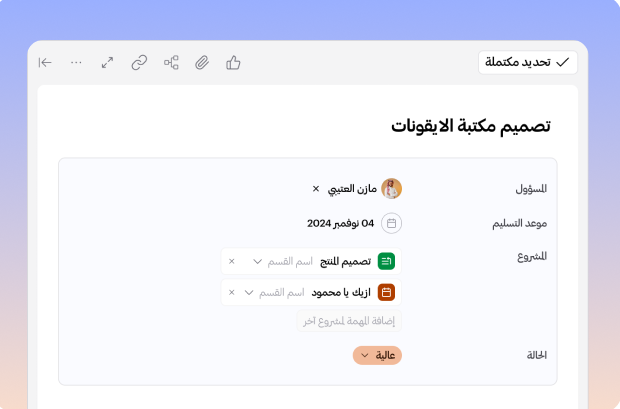 تحديد مكتملة
تصميم مكتبة الايقونات
المسؤول
مازن العتيبي ×
موعد التسليم
04 نوفمبر 2024
المشروع
تصميم المنتج اسم القسم ×
ازيك يا محمود اسم القسم ×
إضافة المهمة لمشروع آخر
الحالة
عالية